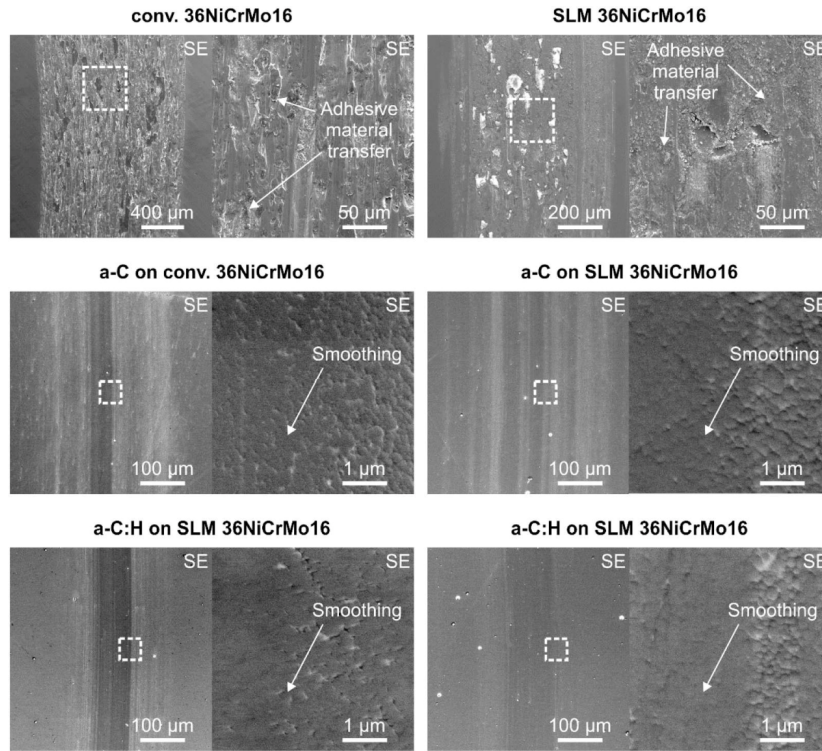 conv. 36NiCrMo16
SE
SE
Adhesive
material
transfer
400 µm
50 µm
SLM 36NiCrMo16
SE
SE
Adhesive
material
transfer
200 µm
50 µm
a-C on conv. 36NiCrMo16
SE
SE
Smoothing
100 µm
1 µm
a-C on SLM 36NiCrMo16
SE
SE
Smoothing
100 µm
1 µm
a-C:H on SLM 36NiCrMo16
SE
SE
Smoothing
100 µm
1 µm
a-C:H on SLM 36NiCrMo16
SE
SE
Smoothing
100 µm
1 µm